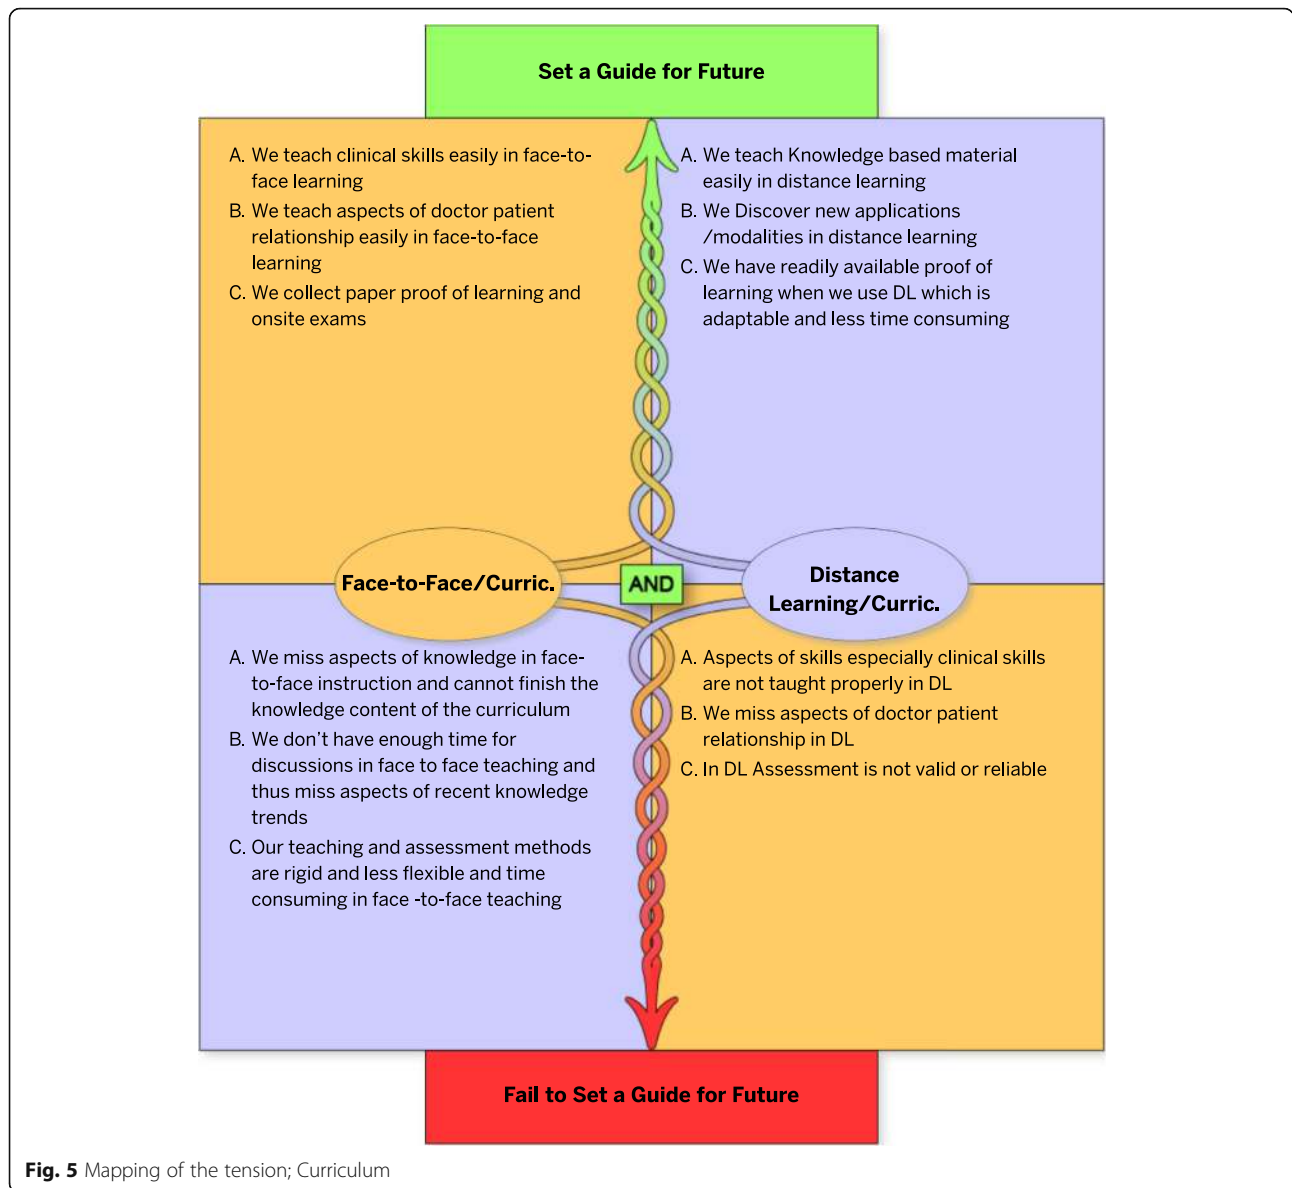 Set a Guide for Future
A. We teach clinical skills easily in face-to-
face learning
B. We teach aspects of doctor patient
relationship easily in face-to-face
learning
C. We collect paper proof of learning and
onsite exams
A. We teach Knowledge based material
easily in distance learning
B. We Discover new applications
/modalities in distance learning
C. We have readily available proof of
learning when we use DL which is
adaptable and less time consuming
Face-to-Face/Curric.
AND
Distance
Learning/Curric.
A. We miss aspects of knowledge in face-
to-face instruction and cannot finish the
knowledge content of the curriculum
B. We don't have enough time for
discussions in face to face teaching and
thus miss aspects of recent knowledge
trends
C. Our teaching and assessment methods
are rigid and less flexible and time
consuming in face -to-face teaching
A. Aspects of skills especially clinical skills
are not taught properly in DL
B. We miss aspects of doctor patient
relationship in DL
C. In DL Assessment is not valid or reliable
Fail to Set a Guide for Future
Fig. 5 Mapping of the tension; Curriculum